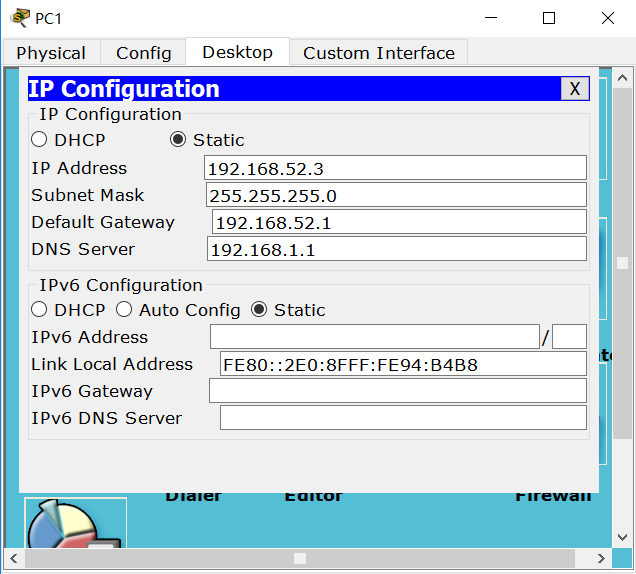 PC1
Physical Config Desktop Custom Interface
IP Configuration X
IP Configuration
DHCP Static
IP Address 192.168.52.3
Subnet Mask 255.255.255.0
Default Gateway 192.168.52.1
DNS Server 192.168.1.1
IPv6 Configuration
DHCP Auto Config Static
IPv6 Address /
Link Local Address FE80::2E0:8FFF:FE94:B4B8
IPv6 Gateway
IPv6 DNS Server
Dialer Editor Firewall